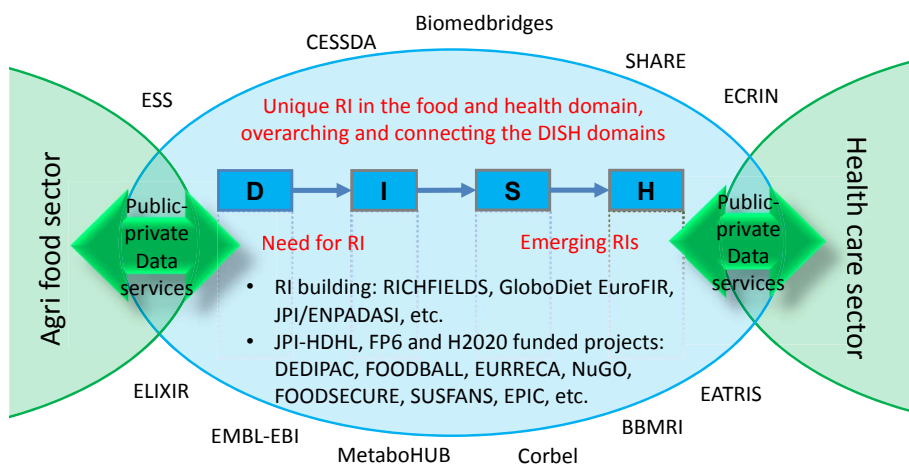 Biomedbridges
CESSDA
SHARE
ESS
ECRIN
Unique RI in the food and health domain,
overarching and connecting the DISH domains
Agri food sector
Health care sector
D
I
S
H
Public-
private
Data
services
Need for RI
Emerging RIs
Public-
private
Data
services
• RI building: RICHFIELDS, GloboDiet EuroFIR,
JPI/ENPADASI, etc.
• JPI-HDHL, FP6 and H2020 funded projects:
DEDIPAC, FOODBALL, EURRECA, NuGO,
FOODSECURE, SUSFANS, EPIC, etc.
ELIXIR
EATRIS
EMBL-EBI
BBMRI
MetaboHUB
Corbel